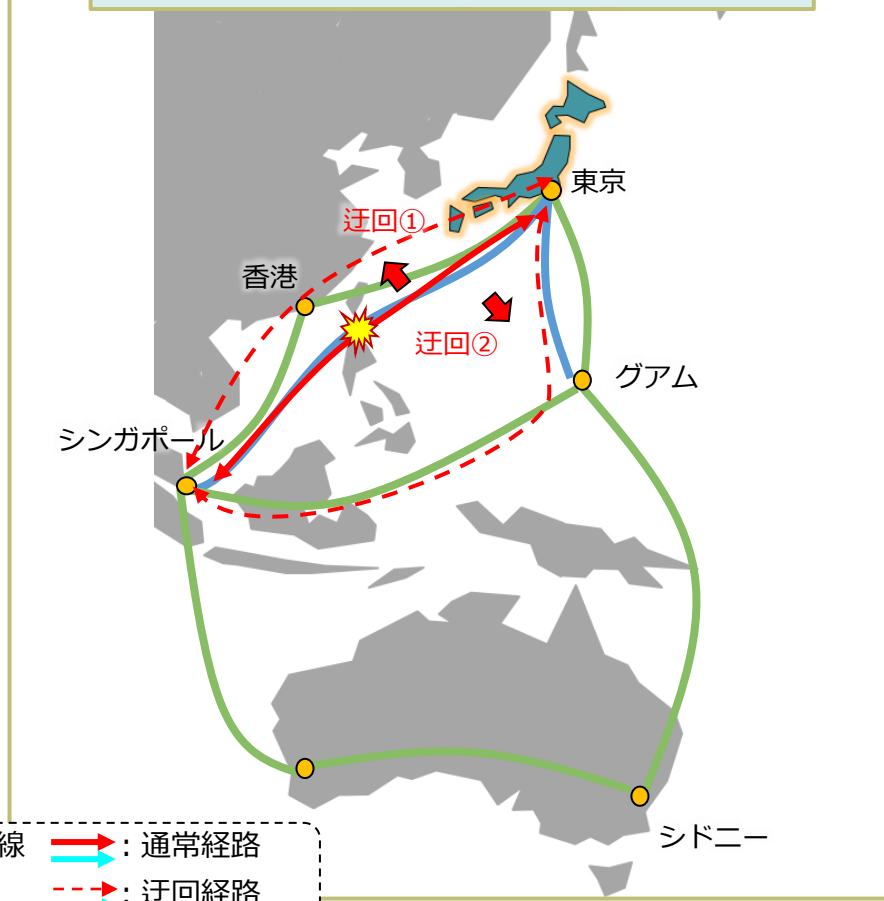 東京
迂回①
香港
迂回②
グアム
シンガポール
シドニー
線
：通常経路
：迂回経路